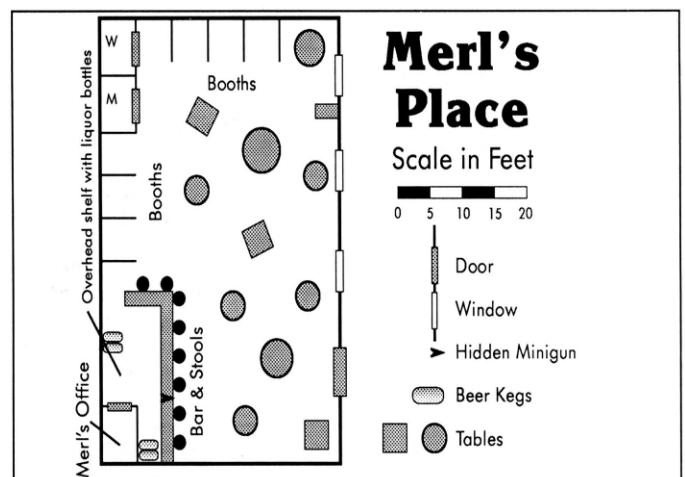 Merl's
Place
Scale in Feet
0 5 10 15 20
Door
Window
Hidden Minigun
Beer Kegs
Tables
W
M
Booths
Booths
Overhead shelf with liquor bottles
Bar & Stools
Merl's Office